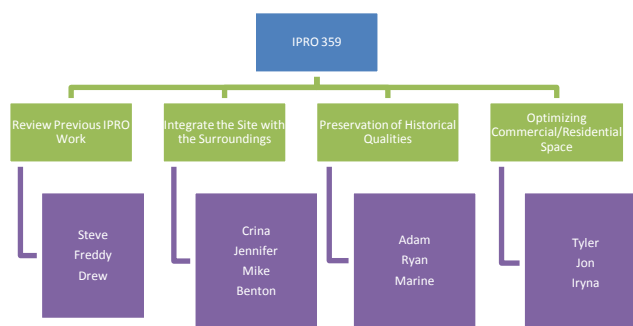 IPRO 359
Review Previous IPRO
Work
Integrate the Site with
the Surroundings
Preservation of Historical
Qualities
Optimizing
Commercial/Residential
Space
Steve
Freddy
Drew
Crina
Jennifer
Mike
Benton
Adam
Ryan
Marine
Tyler
Jon
Iryna